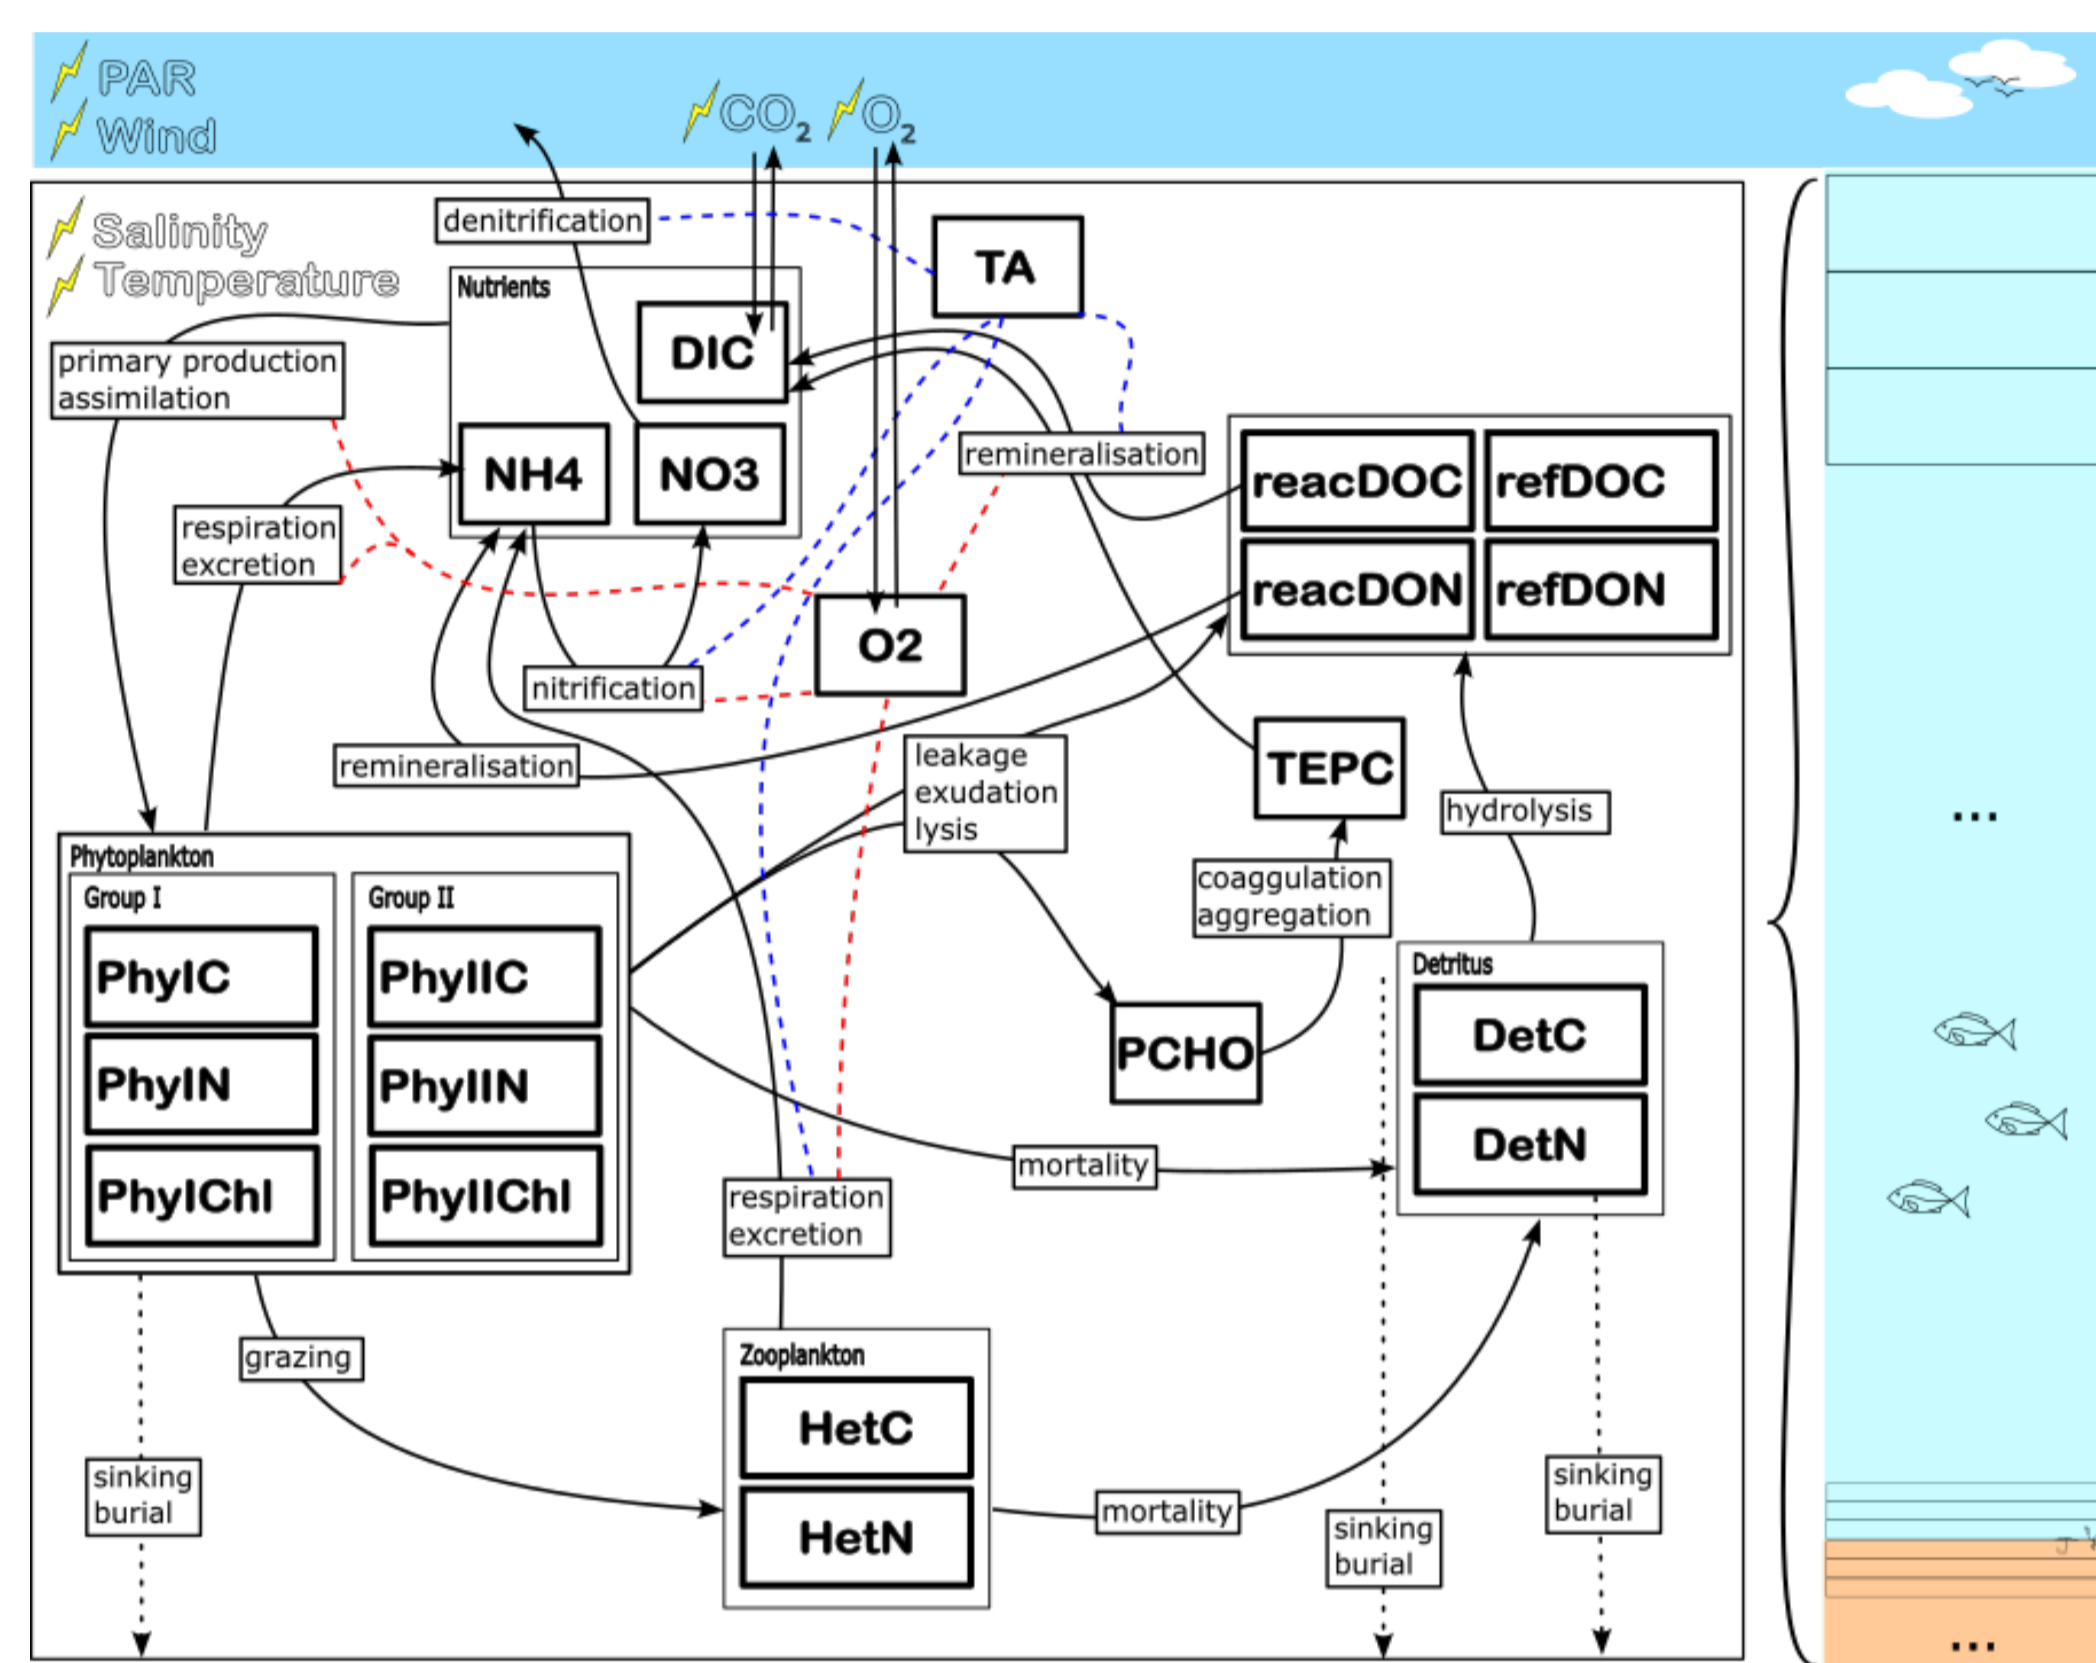 PAR
Wind
CO2
O2
Salinity
Temperature
denitrification
TA
Nutrients
DIC
primary production
assimilation
NH4
NO3
remineralisation
reacDOC
refDOC
reacDON
refDON
respiration
excretion
O2
nitrification
remineralisation
leakage
exudation
lysis
TEPC
hydrolysis
...
Phytoplankton
Group I
Group II
coaggulation
aggregation
PhyIC
PhyIIC
PhyIN
PhyIIN
PhyIChl
PhyIIChl
PCHO
Detritus
DetC
DetN
mortality
respiration
excretion
grazing
Zooplankton
HetC
HetN
mortality
sinking
burial
sinking
burial
sinking
burial
...